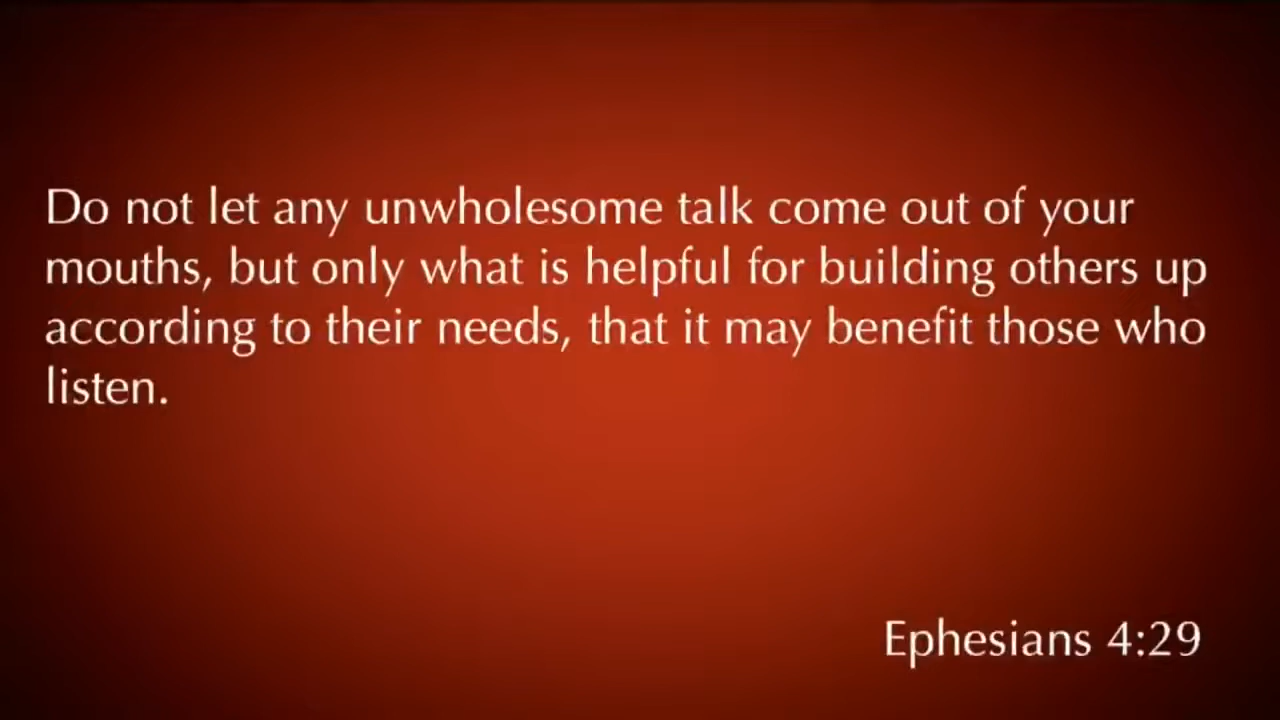 Do not let any unwholesome talk come out of your
mouths, but only what is helpful for building others up
according to their needs, that it may benefit those who
listen.
Ephesians 4:29